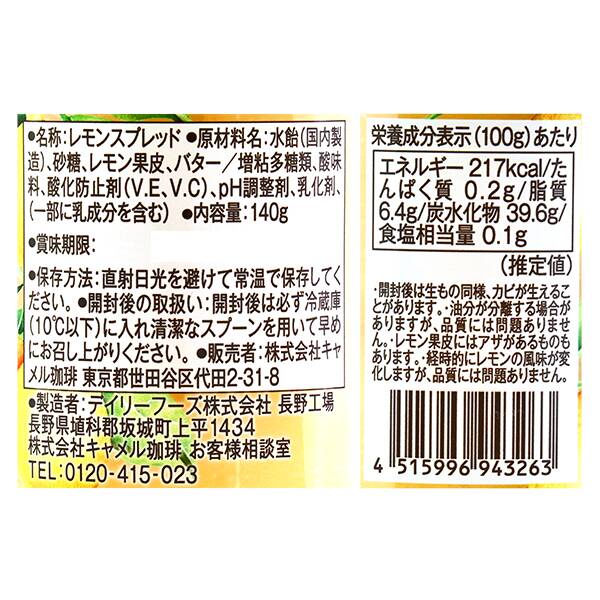 ●名称:レモンスプレッド ●原材料名:水飴(国内製
造)、砂糖、レモン果皮、バター/増粘多糖類、酸味
料、酸化防止剤(V.E、V.C)、pH調整剤、乳化剤、
(一部に乳成分を含む) ●内容量:140g
●賞味期限:
●保存方法:直射日光を避けて常温で保存してく
ださい。●開封後の取扱い:開封後は必ず冷蔵庫
(10℃以下)に入れ清潔なスプーンを用いて早め
にお召し上がりください。●販売者:株式会社キャ
メル珈琲 東京都世田谷区代田2-31-8
●製造者:デイリーフーズ株式会社 長野工場
長野県埴科郡坂城町上平1434
株式会社キャメル珈琲 お客様相談室
TEL:0120-415-023
栄養成分表示(100g)あたり
エネルギー 217kcal/た
んぱく質 0.2g/脂質
6.4g/炭水化物 39.6g/
食塩相当量 0.1g
(推定値)
・開封後は生もの同様、カビが生えるこ
とがあります。・油分が分離する場合が
ありますが、品質には問題ありませ
ん。・レモン果皮にはアザがあるものも
あります。・経時的にレモンの風味が変
化しますが、品質には問題ありません。
4 515996 943263